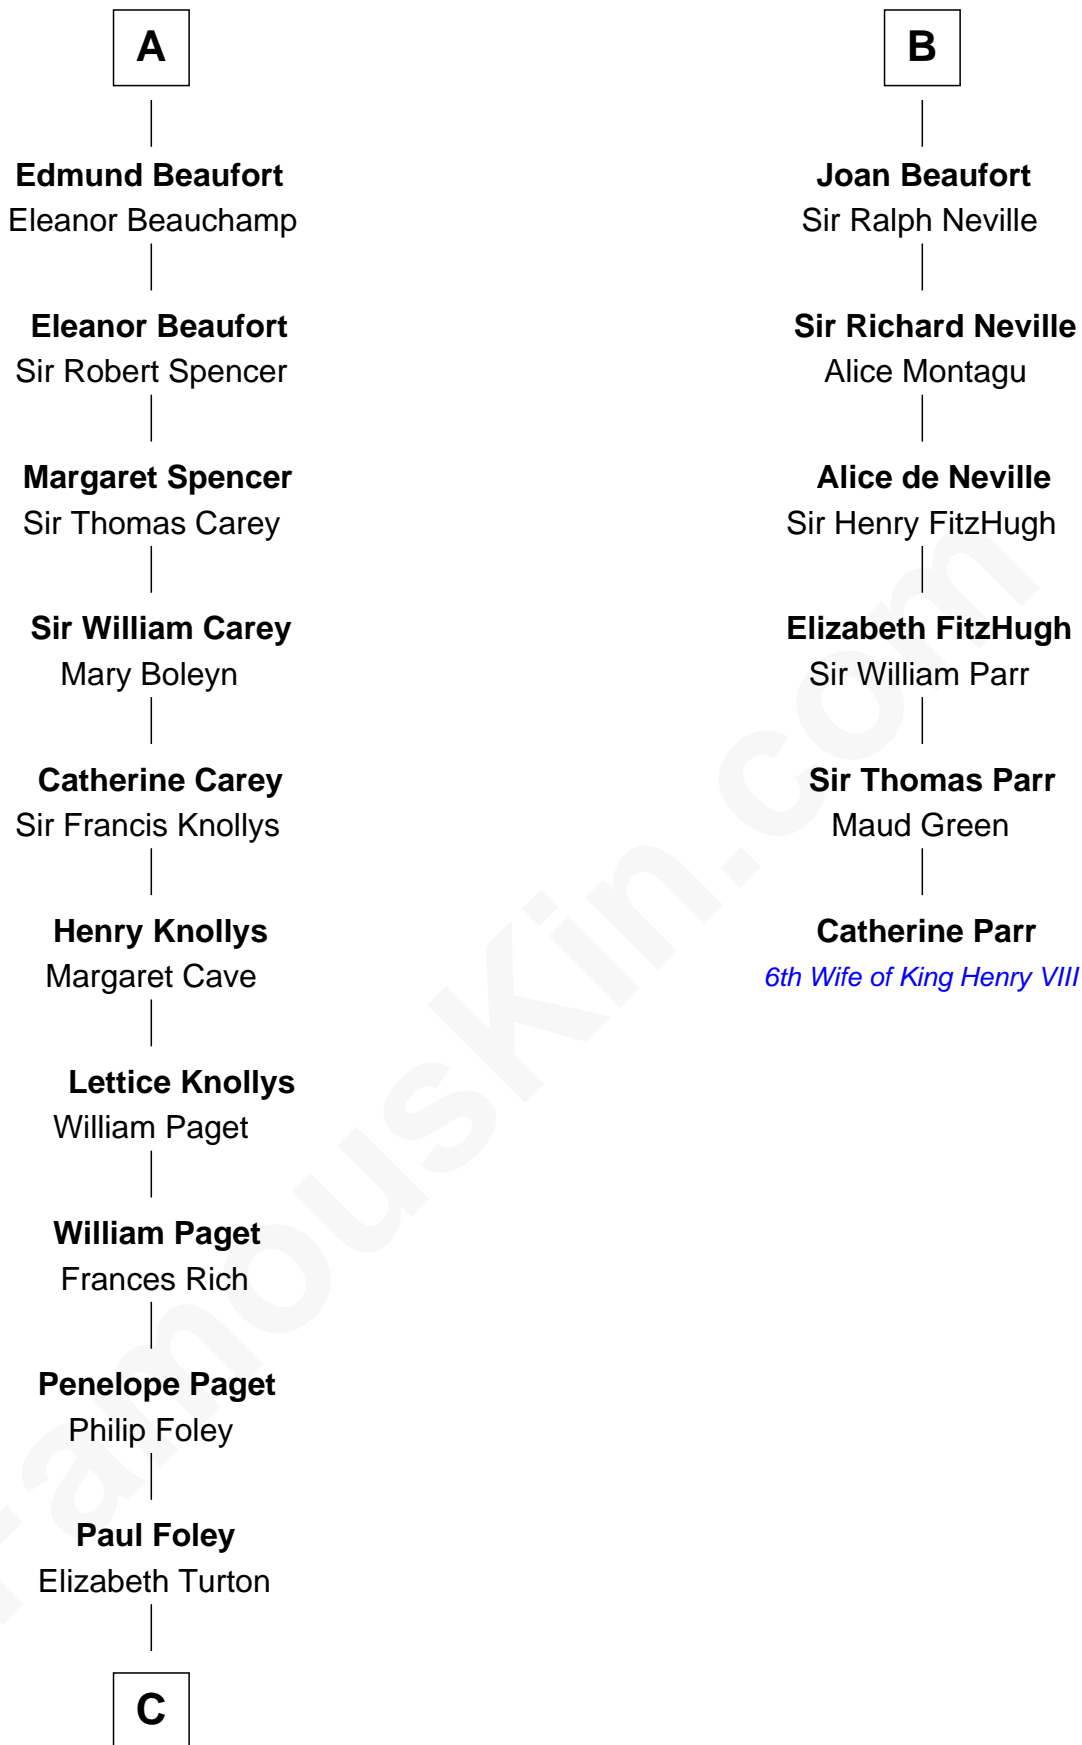 A
Edmund Beaufort
Eleanor Beauchamp
Eleanor Beaufort
Sir Robert Spencer
Margaret Spencer
Sir Thomas Carey
Sir William Carey
Mary Boleyn
Catherine Carey
Sir Francis Knollys
Henry Knollys
Margaret Cave
Lettice Knollys
William Paget
William Paget
Frances Rich
Penelope Paget
Philip Foley
Paul Foley
Elizabeth Turton
C
B
Joan Beaufort
Sir Ralph Neville
Sir Richard Neville
Alice Montagu
Alice de Neville
Sir Henry FitzHugh
Elizabeth FitzHugh
Sir William Parr
Sir Thomas Parr
Maud Green
Catherine Parr
6th Wife of King Henry VIII
FamousKin.com